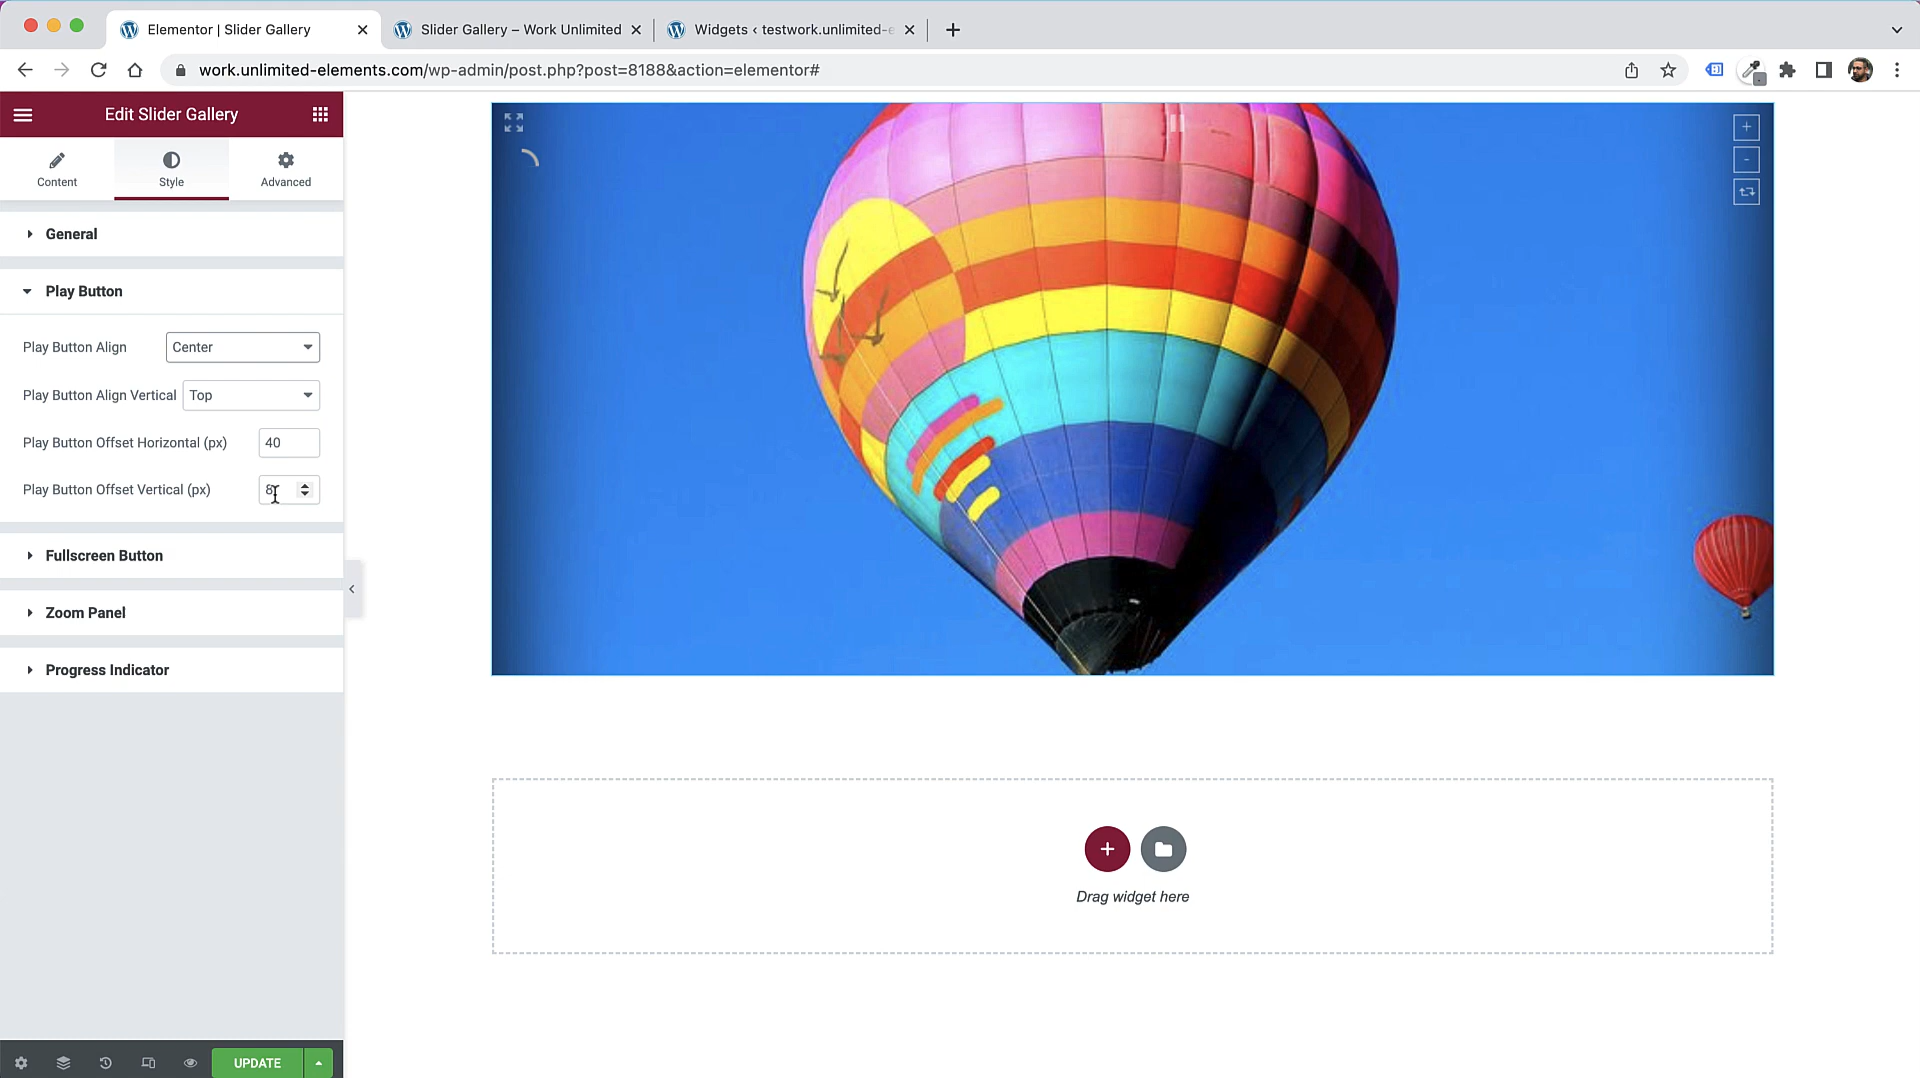 Elementor | Slider Gallery
Slider Gallery – Work Unlimited
Widgets ‹ testwork.unlimited-e
work.unlimited-elements.com/wp-admin/post.php?post=8188&action=elementor#
Edit Slider Gallery
Content
Style
Advanced
General
Play Button
Play Button Align
Center
Play Button Align Vertical
Top
Play Button Offset Horizontal (px)
40
Play Button Offset Vertical (px)
8
Fullscreen Button
Zoom Panel
Progress Indicator
Drag widget here
UPDATE